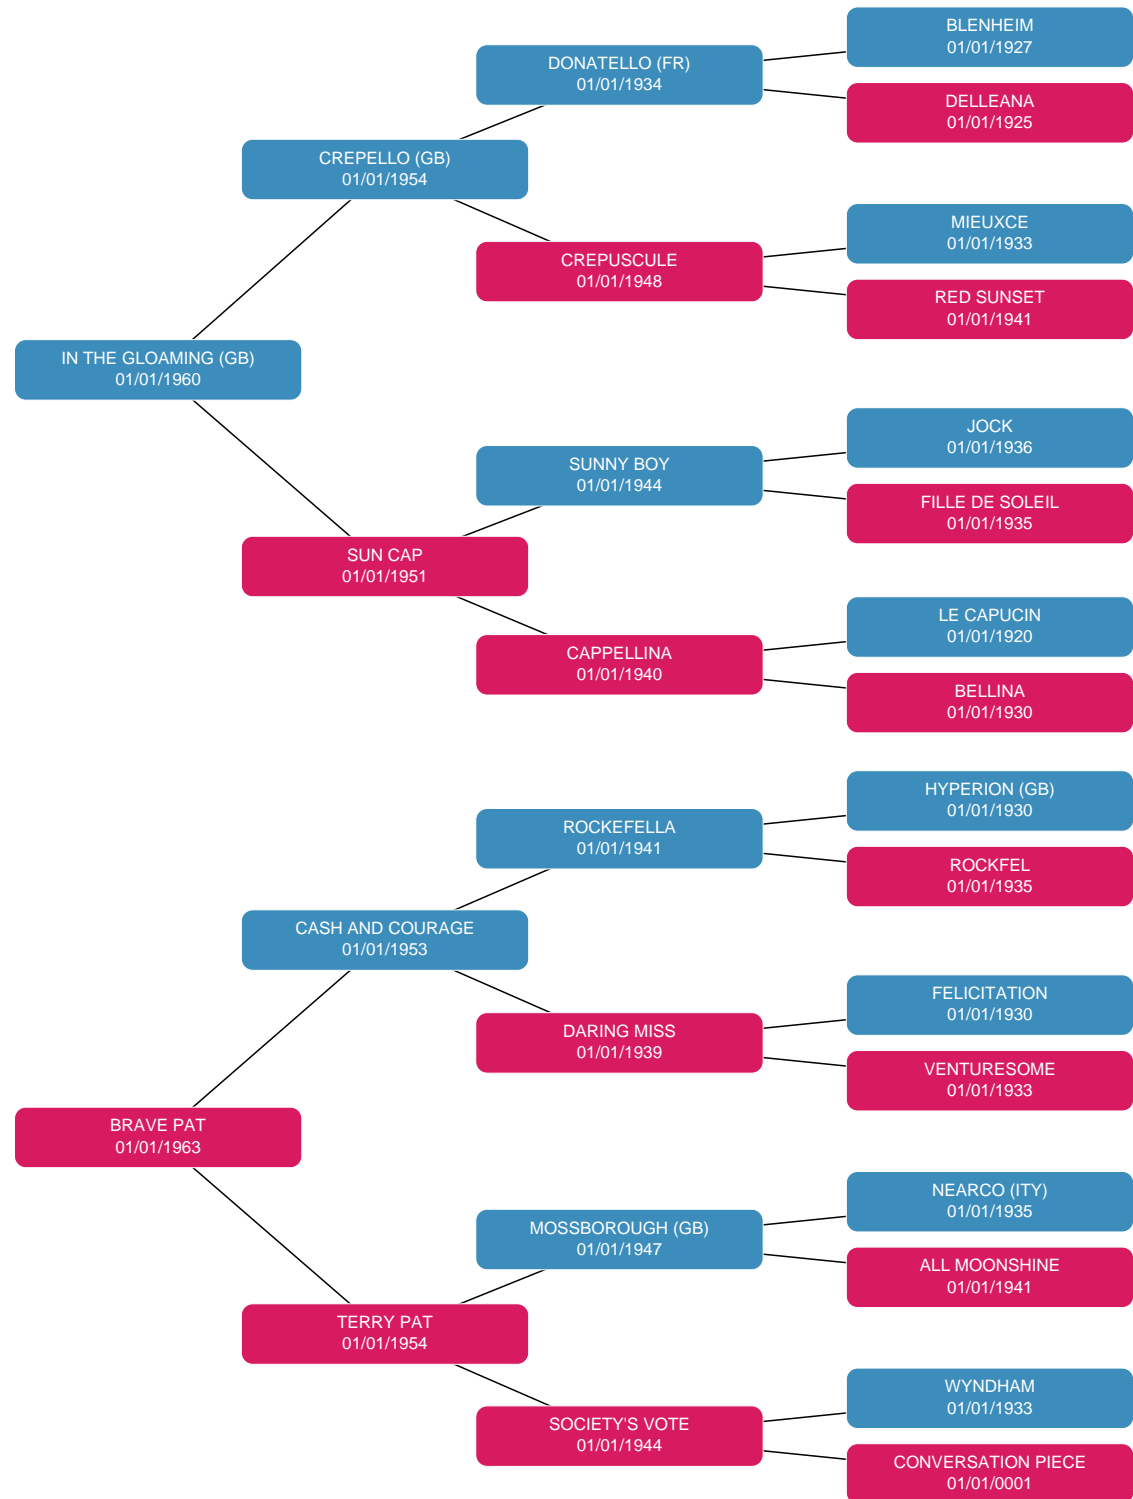 BLENHEIM
01/01/1927
DONATELLO (FR)
01/01/1934
DELLEANA
01/01/1925
CREPELLO (GB)
01/01/1954
MIEUXCE
01/01/1933
CREPUSCULE
01/01/1948
RED SUNSET
01/01/1941
IN THE GLOAMING (GB)
01/01/1960
JOCK
01/01/1936
SUNNY BOY
01/01/1944
FILLE DE SOLEIL
01/01/1935
SUN CAP
01/01/1951
LE CAPUCIN
01/01/1920
CAPPELLINA
01/01/1940
BELLINA
01/01/1930
HYPERION (GB)
01/01/1930
ROCKEFELLA
01/01/1941
ROCKFEL
01/01/1935
CASH AND COURAGE
01/01/1953
FELICITATION
01/01/1930
DARING MISS
01/01/1939
VENTURESOME
01/01/1933
BRAVE PAT
01/01/1963
NEARCO (ITY)
01/01/1935
MOSSBOROUGH (GB)
01/01/1947
ALL MOONSHINE
01/01/1941
TERRY PAT
01/01/1954
WYNDHAM
01/01/1933
SOCIETY'S VOTE
01/01/1944
CONVERSATION PIECE
01/01/0001